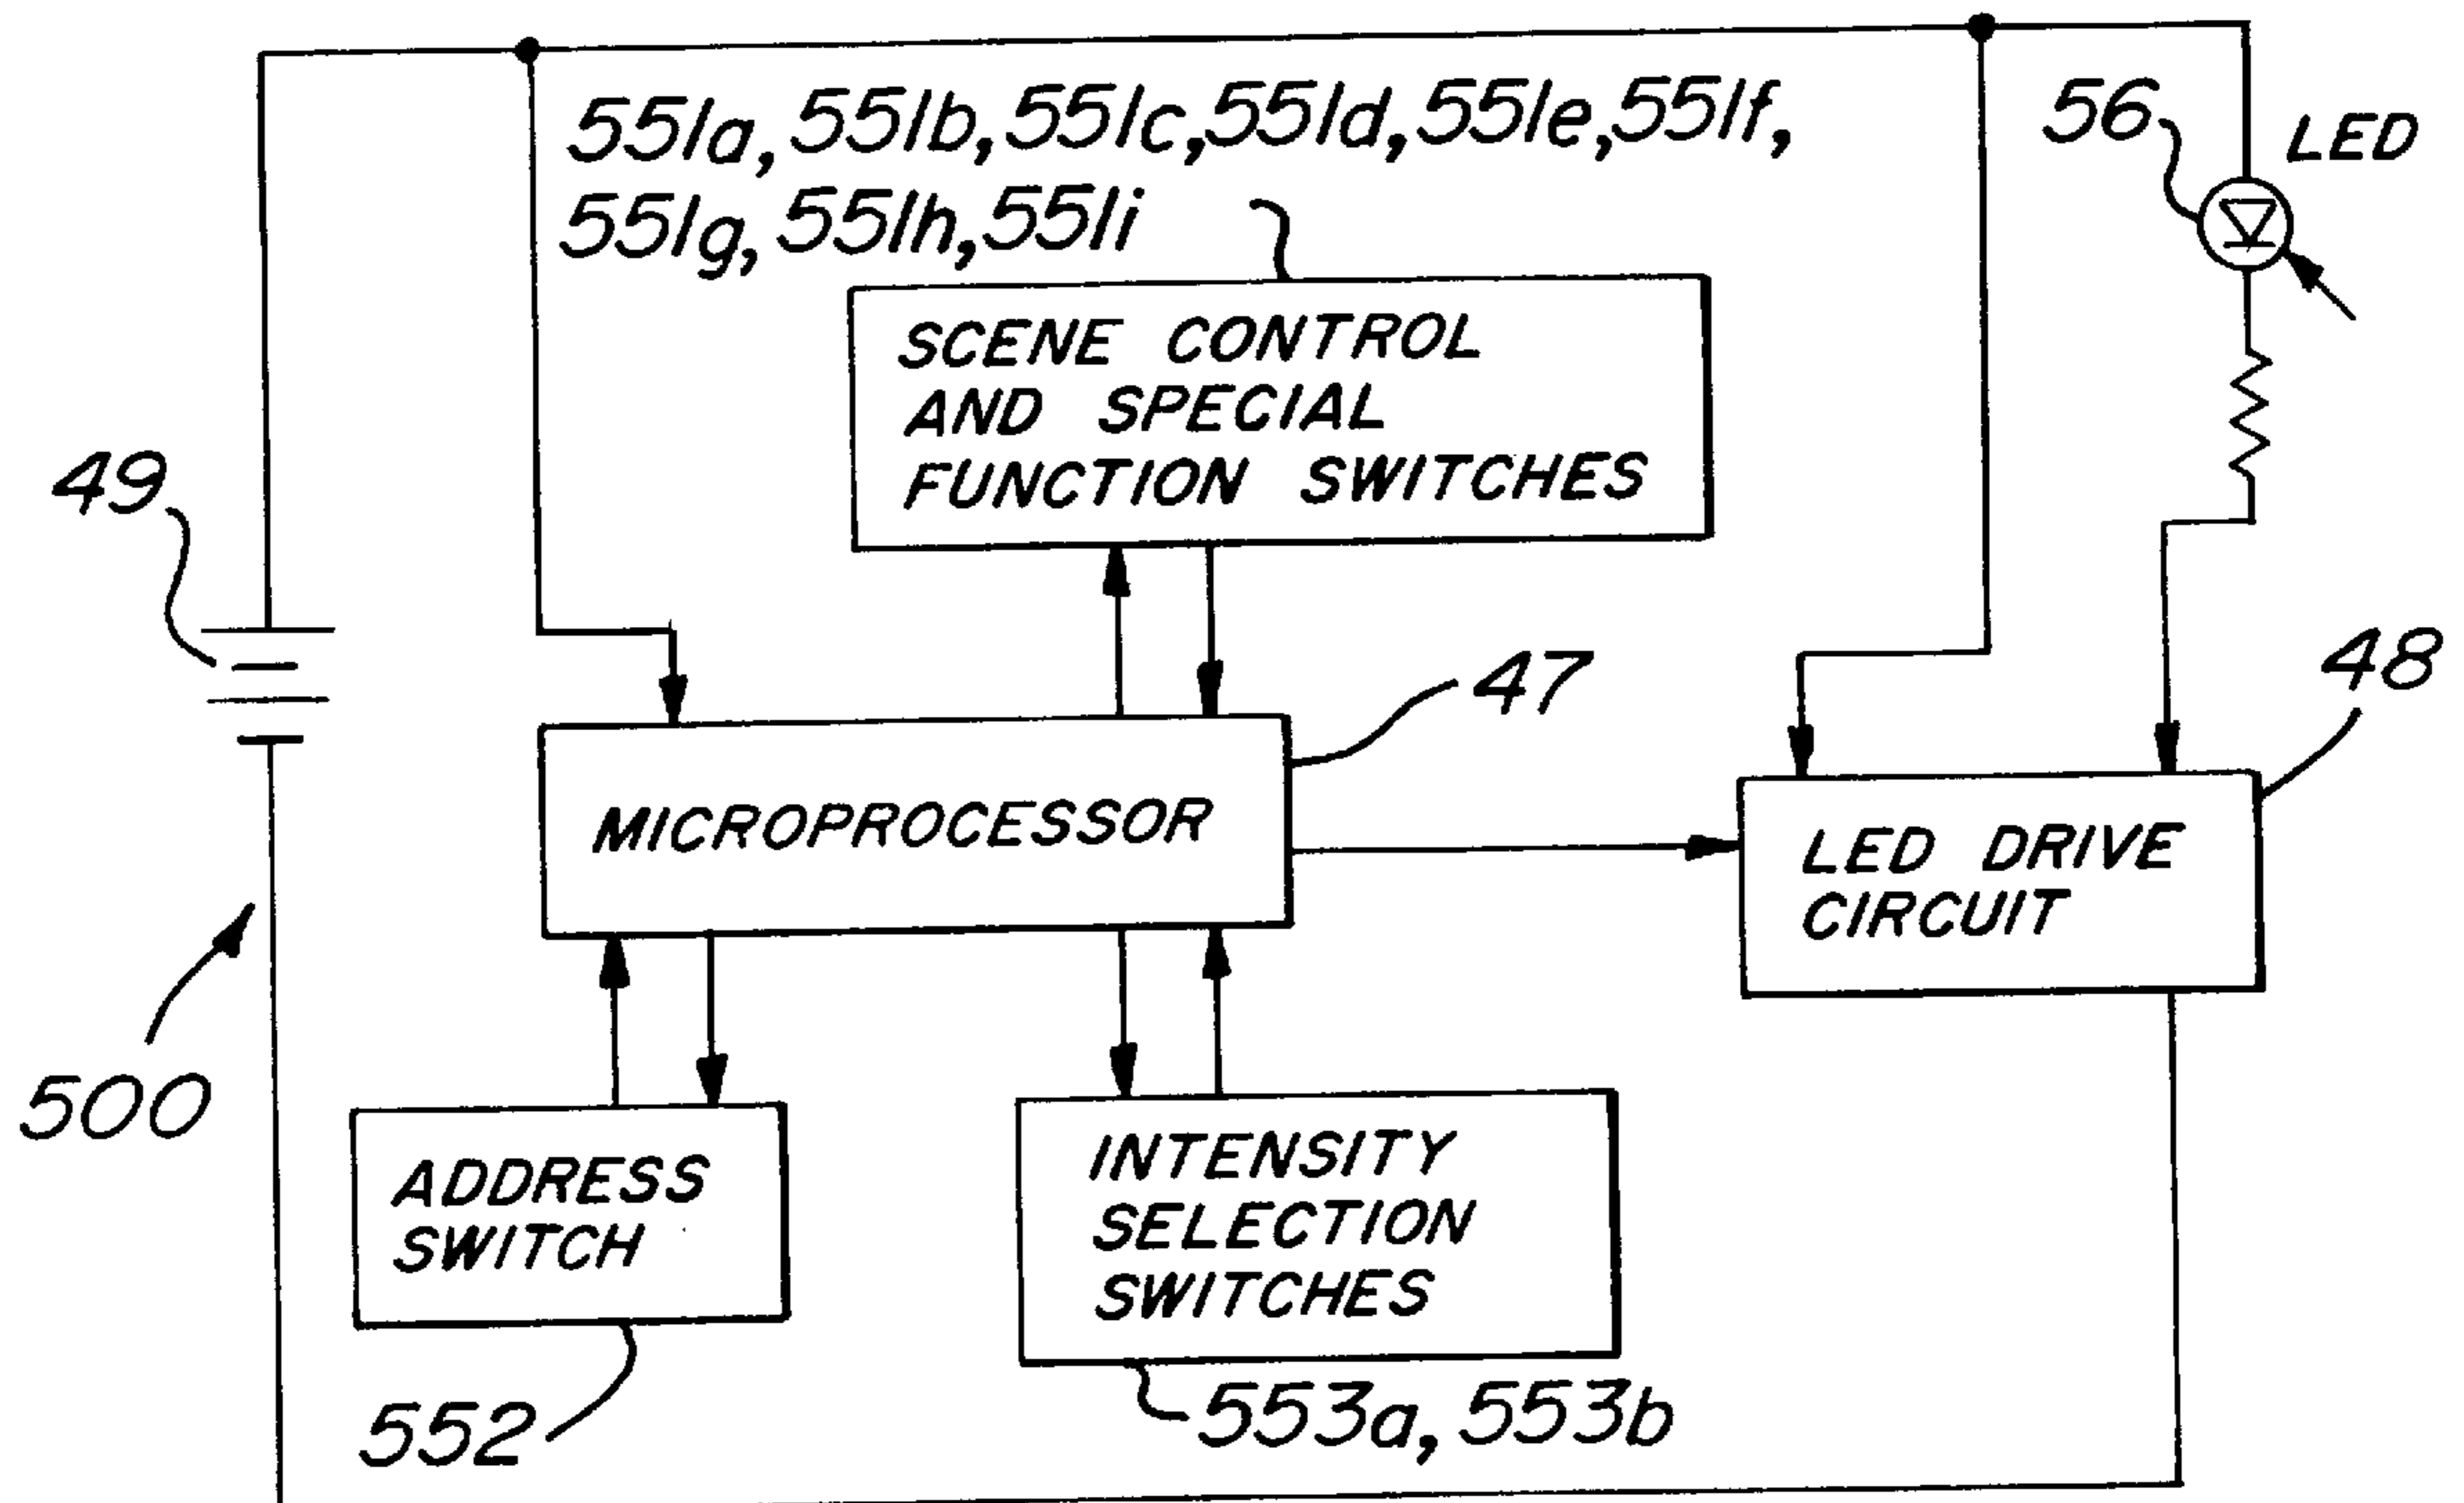 551a, 551b, 551c, 551d, 551e, 551f,
551g, 551h, 551i
56
LED
SCENE CONTROL
AND SPECIAL
FUNCTION SWITCHES
49
47
48
MICROPROCESSOR
LED DRIVE
CIRCUIT
500
ADDRESS
SWITCH
INTENSITY
SELECTION
SWITCHES
552
553a, 553b